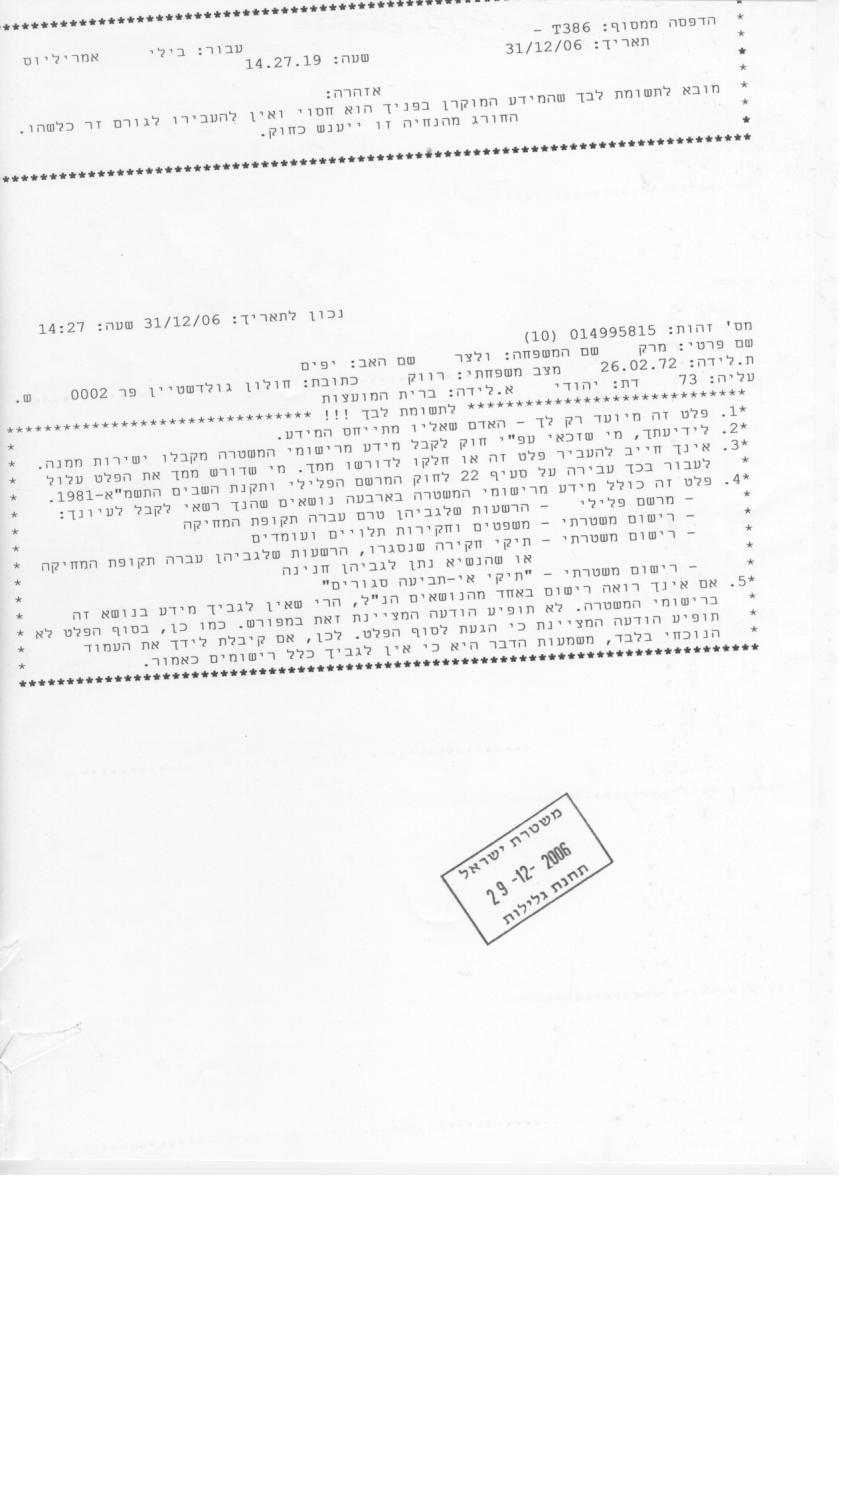 הדפסה ממסוף: T386 –
תאריך: 31/12/06 שעה: 14.27.19 עבור: בילי אמריליוס
אזהרה:
מובא לתשומת לבך שהמידע המוקרן בפניך הוא חסוי ואין להעבירו לגורם זר כלשהו.
החורג מהנחיה זו ייענש כחוק.
נכון לתאריך: 31/12/06 שעה: 14:27
מס' זהות: 014995815 (10)
שם פרטי: מרק שם המשפחה: ולצר שם האב: יפים
ת.לידה: 26.02.72 מצב משפחתי: רווק כתובת: חולון גולדשטיין פר 0002 ש.
עליה: 73 דת: יהודי א.לידה: ברית המועצות
לתשומת לבך !!!
*1. פלט זה מיועד רק לך – האדם שאליו מתייחס המידע.
*2. לידיעתך, מי שזכאי עפ"י חוק לקבל מידע מרישומי המשטרה מקבלו ישירות ממנה. *
*3. אינך חייב להעביר פלט זה או חלקו לדורשו ממך. מי שדורש ממך את הפלט עלול *
* לעבור בכך עבירה על סעיף 22 לחוק המרשם הפלילי ותקנת השבים התשמ"א-1981. *
*4. פלט זה כולל מידע מרישומי המשטרה בארבעה נושאים שהנך רשאי לקבל לעיונך: *
* – מרשם פלילי – הרשעות שלגביהן טרם עברה תקופת המחיקה *
* – רישום משטרתי – משפטים וחקירות תלויים ועומדים *
* – רישום משטרתי – תיקי חקירה שנסגרו, הרשעות שלגביהן עברה תקופת המחיקה *
* או שהנשיא נתן לגביהן חנינה *
* – רישום משטרתי – "תיקי אי-תביעה סגורים" *
*5. אם אינך רואה רישום באחד מהנושאים הנ"ל, הרי שאין לגביך מידע בנושא זה *
* ברישומי המשטרה. לא תופיע הודעה המציינת זאת במפורש. כמו כן, בסוף הפלט לא *
* תופיע הודעה המציינת כי הגעת לסוף הפלט. לכן, אם קיבלת לידך את העמוד *
* הנוכחי בלבד, משמעות הדבר היא כי אין לגביך כלל רישומים כאמור. *
משטרת ישראל
29 -12- 2006
תחנת גלילות